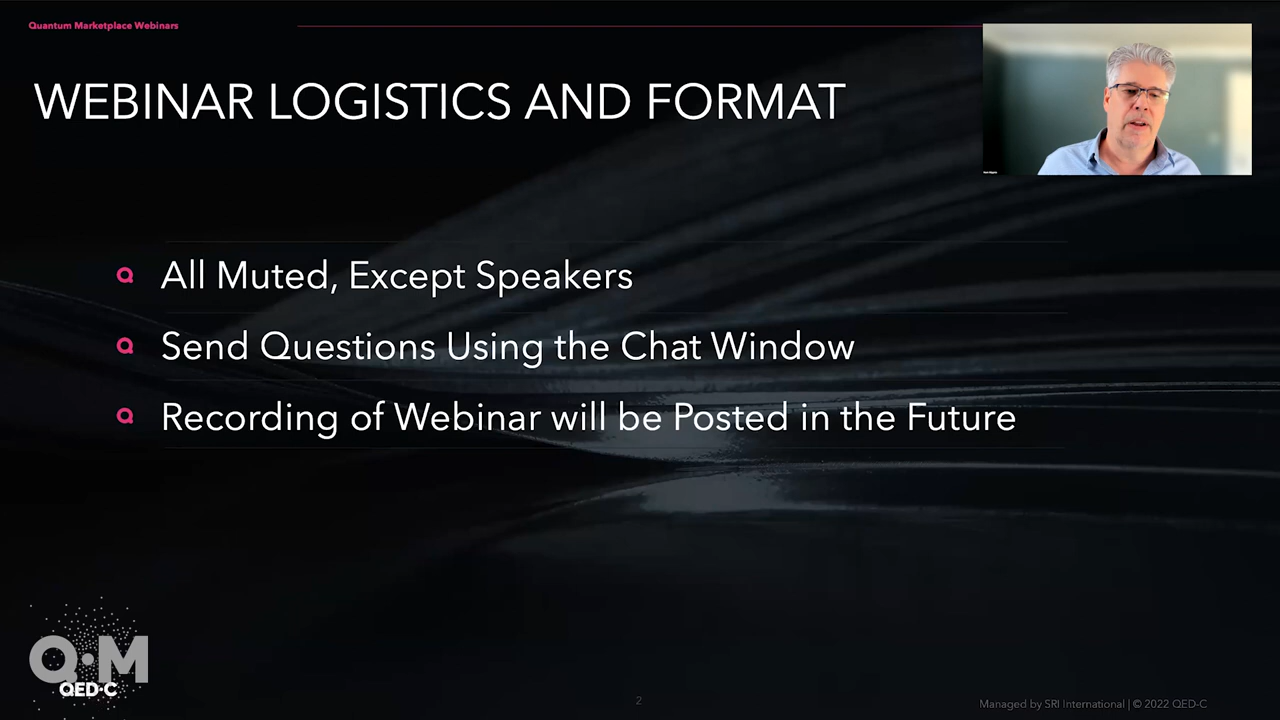 Quantum Marketplace Webinars
WEBINAR LOGISTICS AND FORMAT
All Muted, Except Speakers
Send Questions Using the Chat Window
Recording of Webinar will be Posted in the Future
Q·M
QED·C
2
Managed by SRI International | © 2022 QED-C